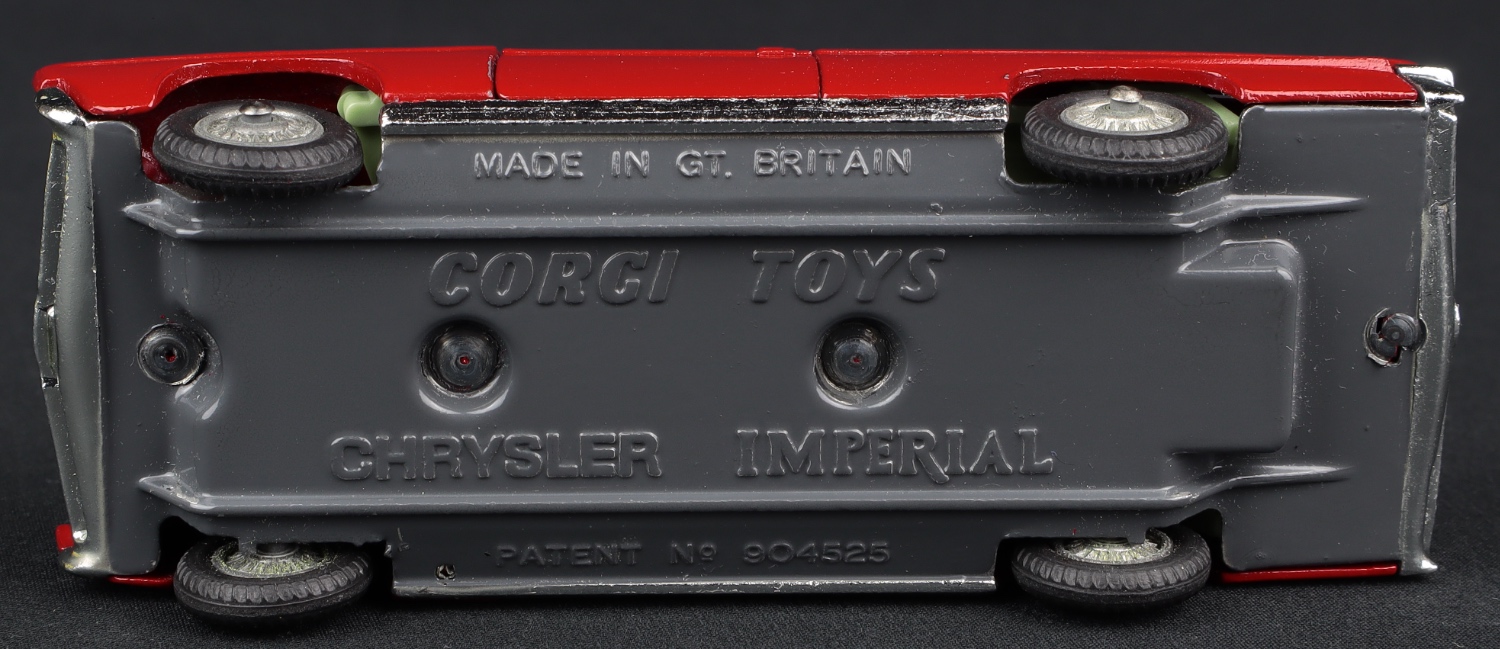 MADE IN GT. BRITAIN
CORGI TOYS
CHRYSLER IMPERIAL
PATENT Nº 904525